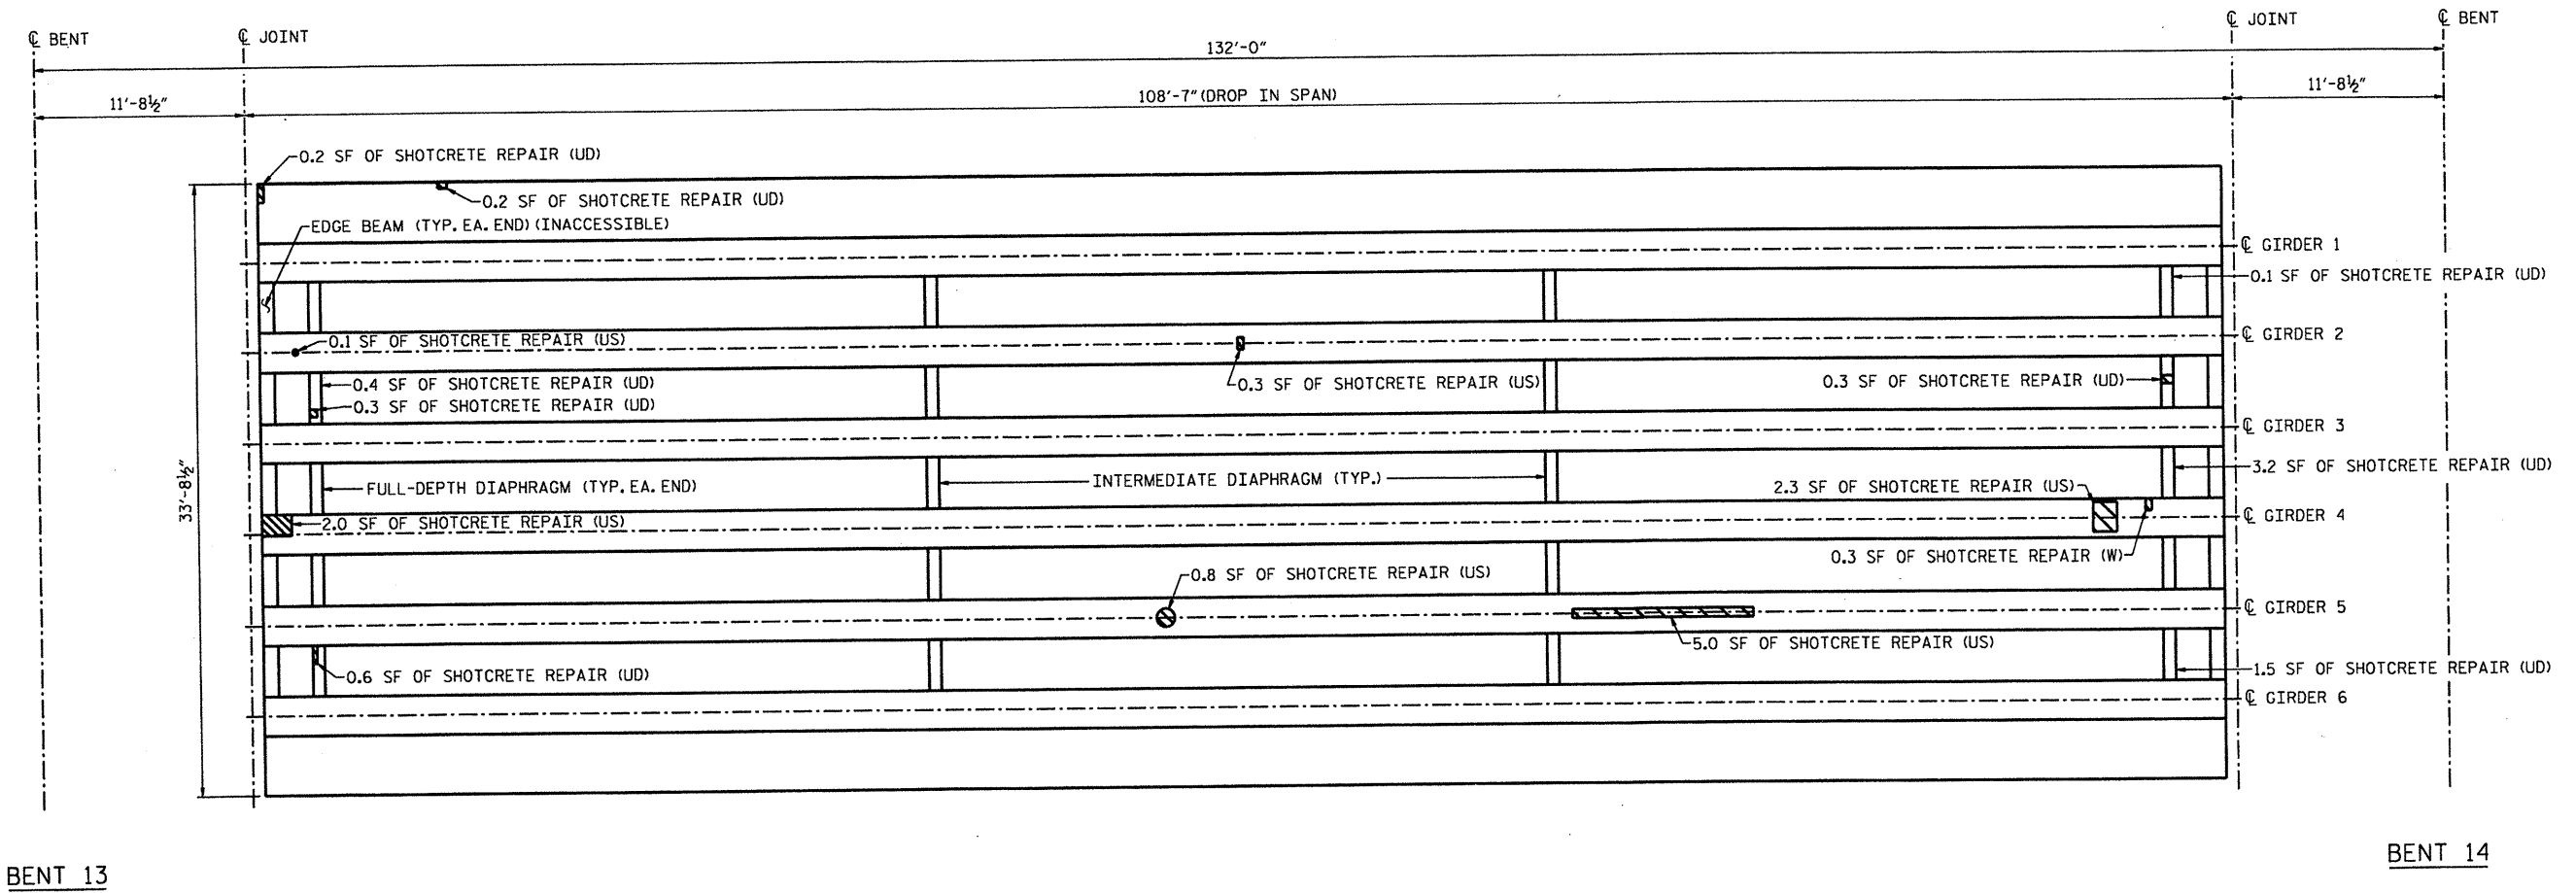 ℄ BENT
℄ JOINT
℄ JOINT
℄ BENT
132'-0"
11'-8½"
108'-7" (DROP IN SPAN)
11'-8½"
0.2 SF OF SHOTCRETE REPAIR (UD)
0.2 SF OF SHOTCRETE REPAIR (UD)
EDGE BEAM (TYP. EA. END) (INACCESSIBLE)
℄ GIRDER 1
0.1 SF OF SHOTCRETE REPAIR (UD)
0.1 SF OF SHOTCRETE REPAIR (US)
℄ GIRDER 2
0.4 SF OF SHOTCRETE REPAIR (UD)
0.3 SF OF SHOTCRETE REPAIR (US)
0.3 SF OF SHOTCRETE REPAIR (UD)
0.3 SF OF SHOTCRETE REPAIR (UD)
℄ GIRDER 3
33'-8½"
FULL-DEPTH DIAPHRAGM (TYP. EA. END)
INTERMEDIATE DIAPHRAGM (TYP.)
3.2 SF OF SHOTCRETE REPAIR (UD)
2.3 SF OF SHOTCRETE REPAIR (US)
2.0 SF OF SHOTCRETE REPAIR (US)
℄ GIRDER 4
0.3 SF OF SHOTCRETE REPAIR (W)
0.8 SF OF SHOTCRETE REPAIR (US)
℄ GIRDER 5
5.0 SF OF SHOTCRETE REPAIR (US)
0.6 SF OF SHOTCRETE REPAIR (UD)
1.5 SF OF SHOTCRETE REPAIR (UD)
℄ GIRDER 6
BENT 13
BENT 14